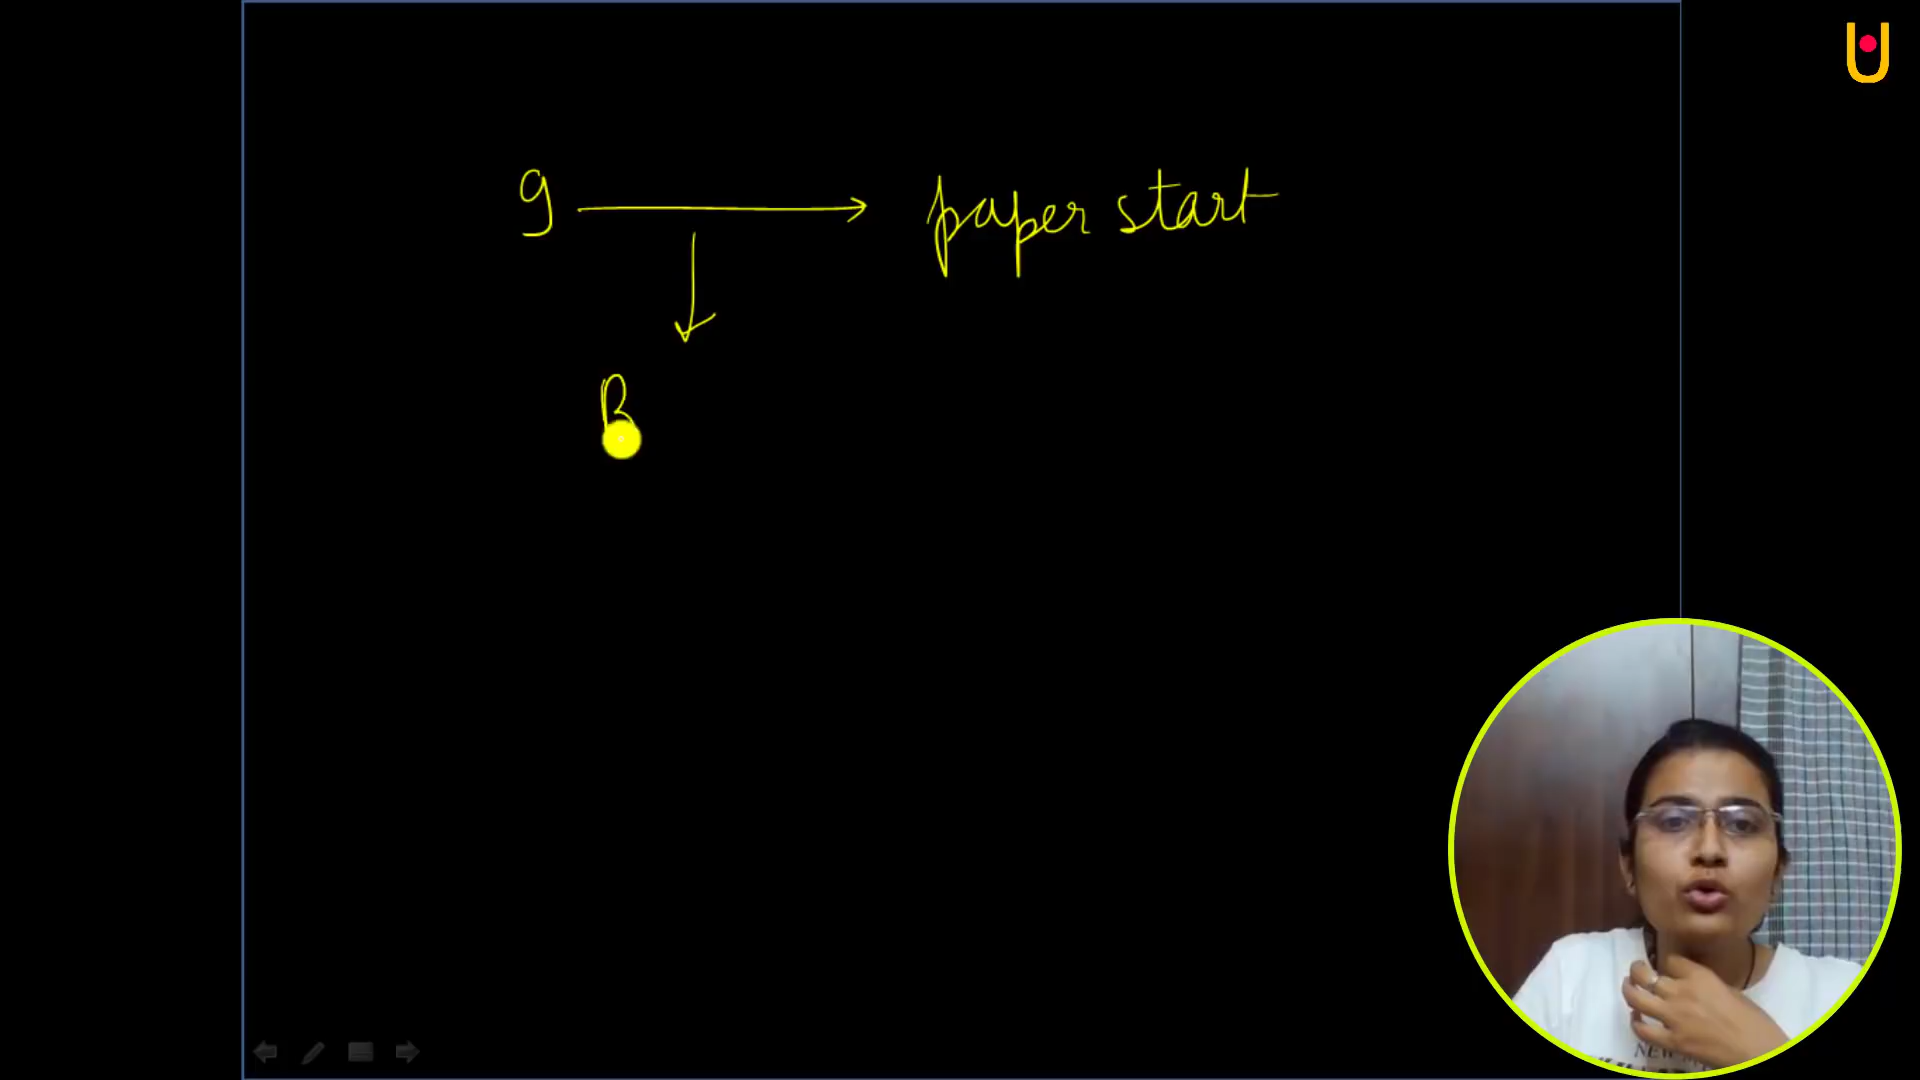 9 → paper start
↓
B